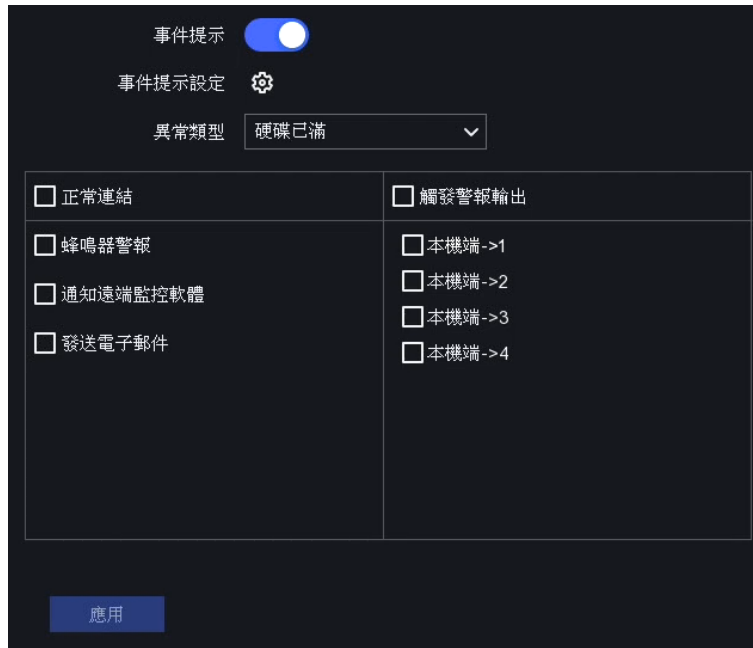 事件提示
事件提示設定
異常類型 硬碟已滿
正常連結 觸發警報輸出
蜂鳴器警報 本機端->1
通知遠端監控軟體 本機端->2
發送電子郵件 本機端->3
本機端->4
應用